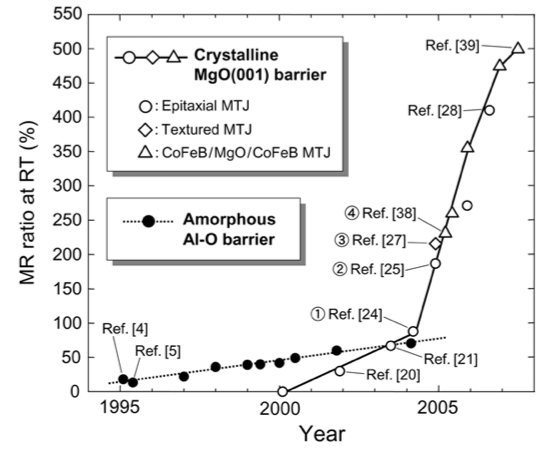 550
500
450
400
350
300
250
200
150
100
50
0
MR ratio at RT (%)
Crystalline
MgO(001) barrier
: Epitaxial MTJ
: Textured MTJ
: CoFeB/MgO/CoFeB MTJ
Amorphous
Al-O barrier
Ref. [39]
Ref. [28]
④ Ref. [38]
③ Ref. [27]
② Ref. [25]
① Ref. [24]
Ref. [4]
Ref. [5]
Ref. [21]
Ref. [20]
1995
2000
2005
Year